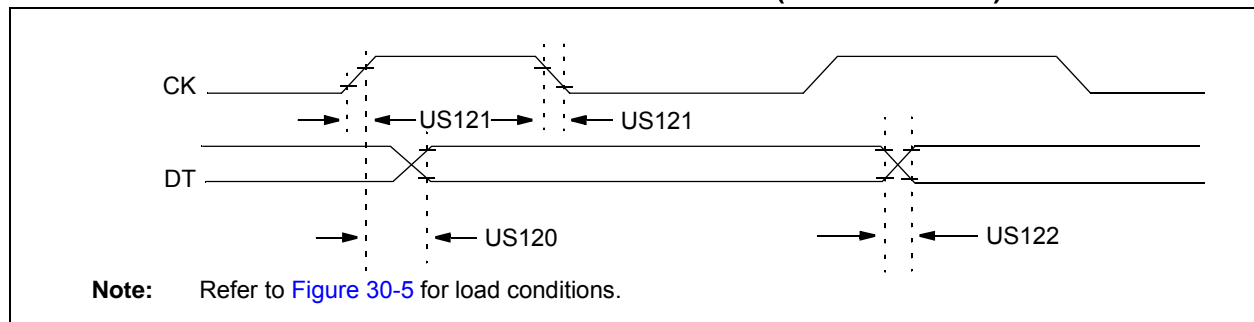 CK
US121
US121
DT
US120
US122
Note: Refer to Figure 30-5 for load conditions.